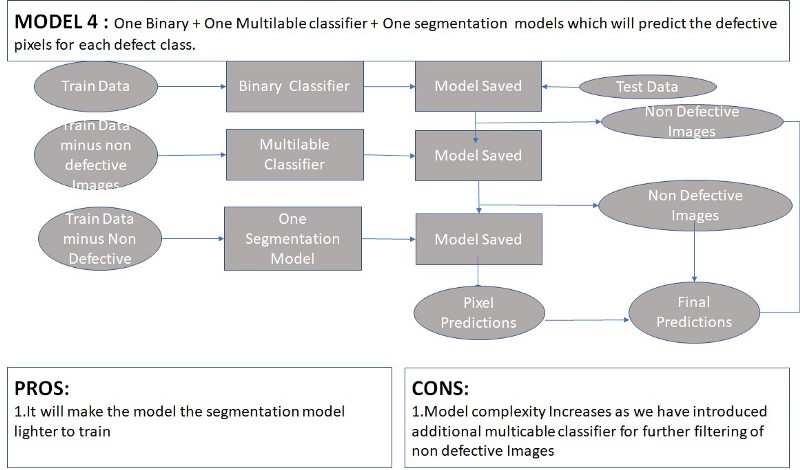 MODEL 4 : One Binary + One Multilable classifier + One segmentation models which will predict the defective
pixels for each defect class.
Train Data
Binary Classifier
Model Saved
Test Data
Non Defective
Images
Train Data
minus non
defective
Images
Multilable
Classifier
Model Saved
Non Defective
Images
Train Data
minus Non
Defective
One
Segmentation
Model
Model Saved
Pixel
Predictions
Final
Predictions
PROS:
1.It will make the model the segmentation model
lighter to train
CONS:
1.Model complexity Increases as we have introduced
additional multicable classifier for further filtering of
non defective Images